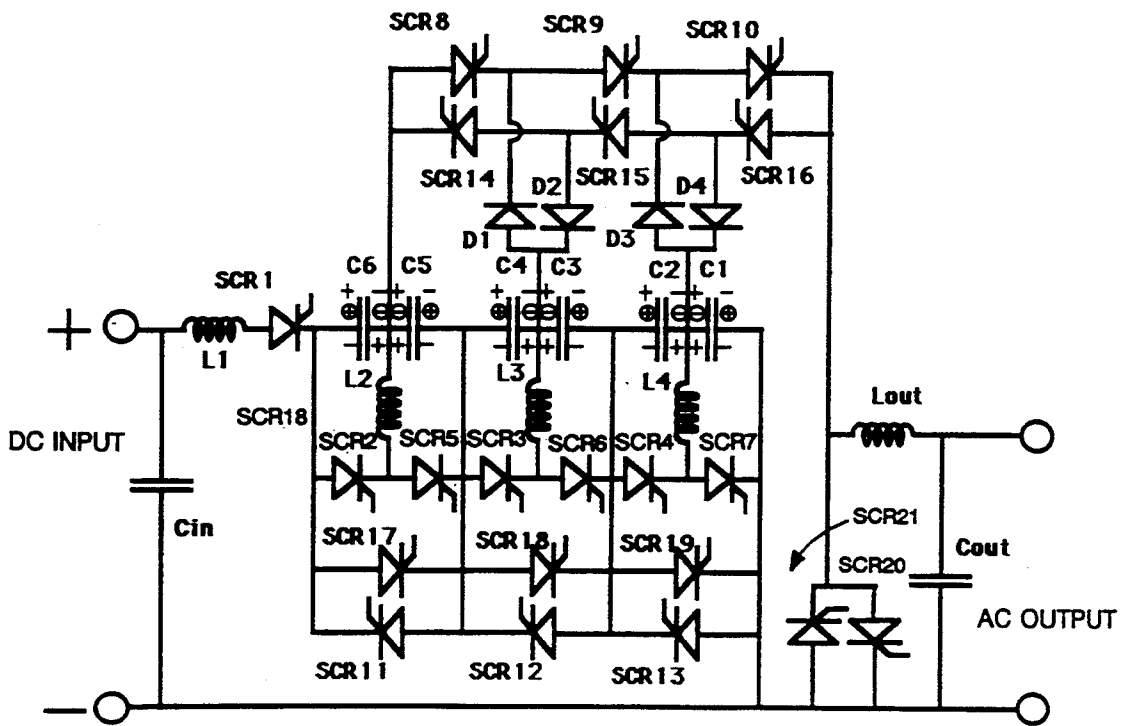 SCR8
SCR9
SCR10
SCR14
D2
SCR15
D4
SCR16
D1
D3
SCR1
C6
C5
C4
C3
C2
C1
+
+
+
−
+
+
−
+
+
−
L1
− + + −
− + + −
− + + −
L2
L3
L4
SCR18
Lout
DC INPUT
SCR2
SCR5
SCR3
SCR6
SCR4
SCR7
Cin
SCR17
SCR18
SCR19
SCR21
SCR20
Cout
AC OUTPUT
SCR11
SCR12
SCR13
−